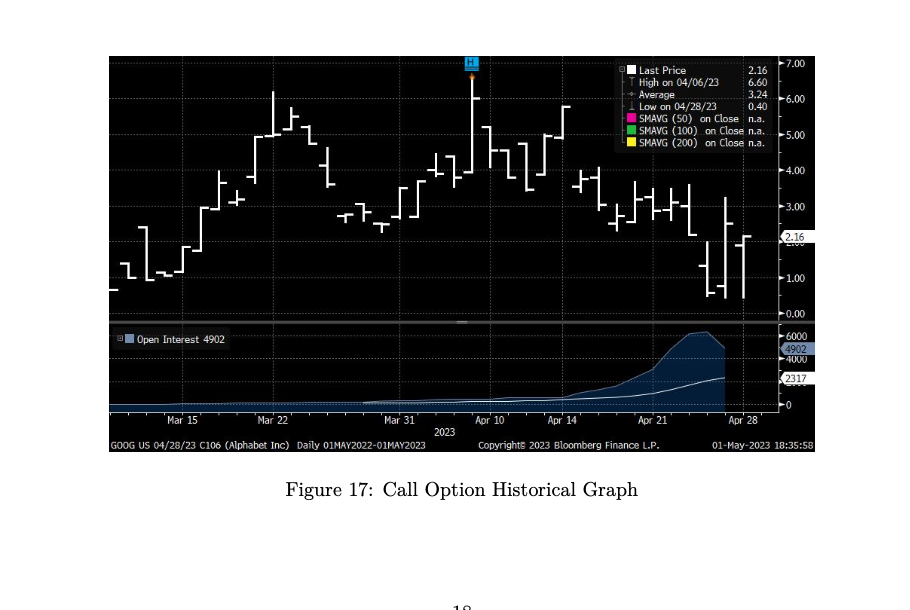 H
7.00
Last Price 2.16
High on 04/06/23 6.60
Average 3.24
Low on 04/28/23 0.40
SMAVG (50) on Close n.a.
SMAVG (100) on Close n.a.
SMAVG (200) on Close n.a.
6.00
5.00
4.00
3.00
2.16
2.00
1.00
0.00
Open Interest 4902
6000
4902
4000
2317
0
Mar 15 Mar 22 Mar 31 Apr 10 Apr 14 Apr 21 Apr 28
2023
GOOG US 04/28/23 C106 (Alphabet Inc) Daily 01MAY2022-01MAY2023 Copyright© 2023 Bloomberg Finance L.P. 01-May-2023 18:35:58
Figure 17: Call Option Historical Graph
18